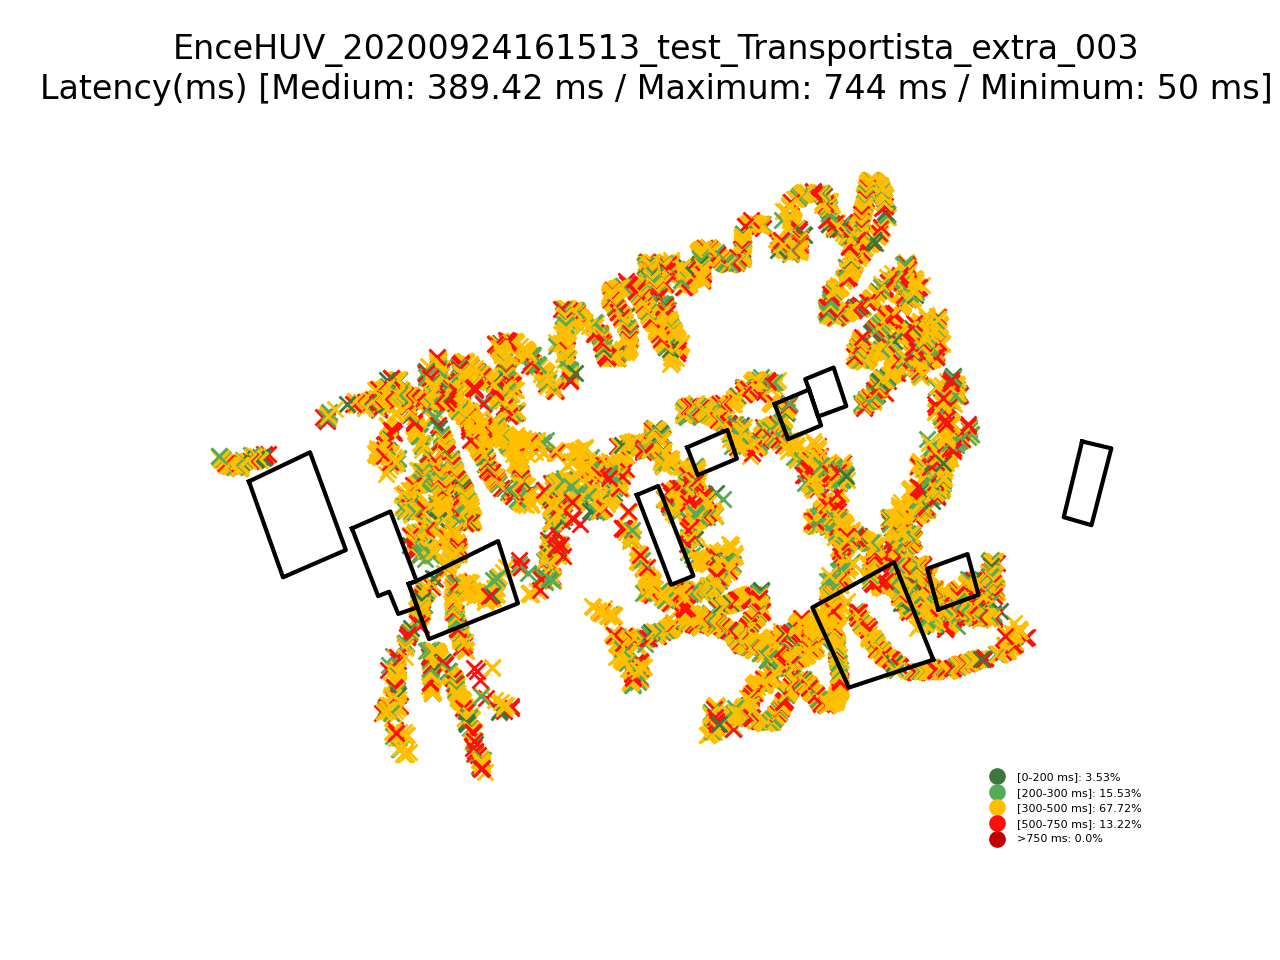 EnceHUV_20200924161513_test_Transportista_extra_003
Latency(ms) [Medium: 389.42 ms / Maximum: 744 ms / Minimum: 50 ms]
[0-200 ms]: 3.53%
[200-300 ms]: 15.53%
[300-500 ms]: 67.72%
[500-750 ms]: 13.22%
>750 ms: 0.0%